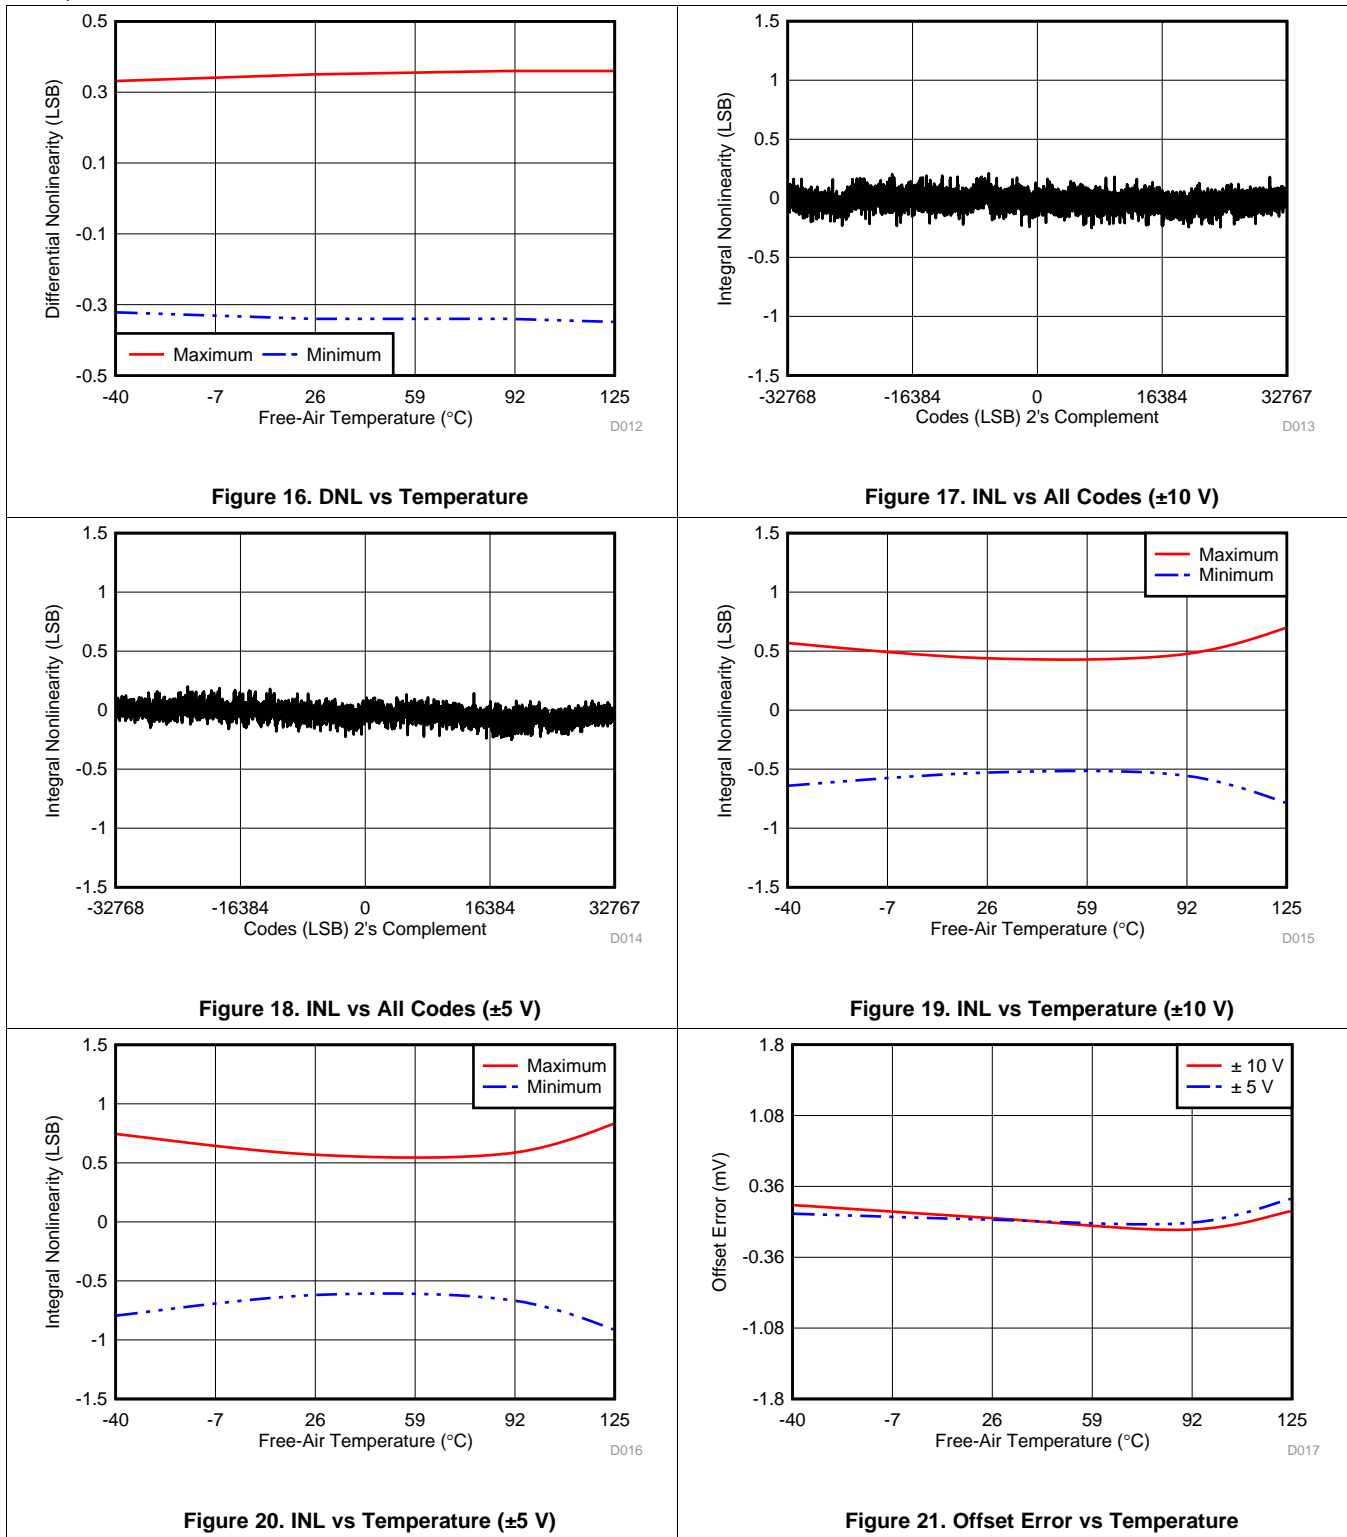 0.5
0.3
0.1
-0.1
-0.3
-0.5
Differential Nonlinearity (LSB)
Maximum
Minimum
-40 -7 26 59 92 125
Free-Air Temperature (°C)
D012
Figure 16. DNL vs Temperature
1.5
1
0.5
0
-0.5
-1
-1.5
Integral Nonlinearity (LSB)
-32768 -16384 0 16384 32767
Codes (LSB) 2's Complement
D013
Figure 17. INL vs All Codes (±10 V)
1.5
1
0.5
0
-0.5
-1
-1.5
Integral Nonlinearity (LSB)
-32768 -16384 0 16384 32767
Codes (LSB) 2's Complement
D014
Figure 18. INL vs All Codes (±5 V)
1.5
1
0.5
0
-0.5
-1
-1.5
Integral Nonlinearity (LSB)
Maximum
Minimum
-40 -7 26 59 92 125
Free-Air Temperature (°C)
D015
Figure 19. INL vs Temperature (±10 V)
1.5
1
0.5
0
-0.5
-1
-1.5
Integral Nonlinearity (LSB)
Maximum
Minimum
-40 -7 26 59 92 125
Free-Air Temperature (°C)
D016
Figure 20. INL vs Temperature (±5 V)
1.8
1.08
0.36
-0.36
-1.08
-1.8
Offset Error (mV)
± 10 V
± 5 V
-40 -7 26 59 92 125
Free-Air Temperature (°C)
D017
Figure 21. Offset Error vs Temperature